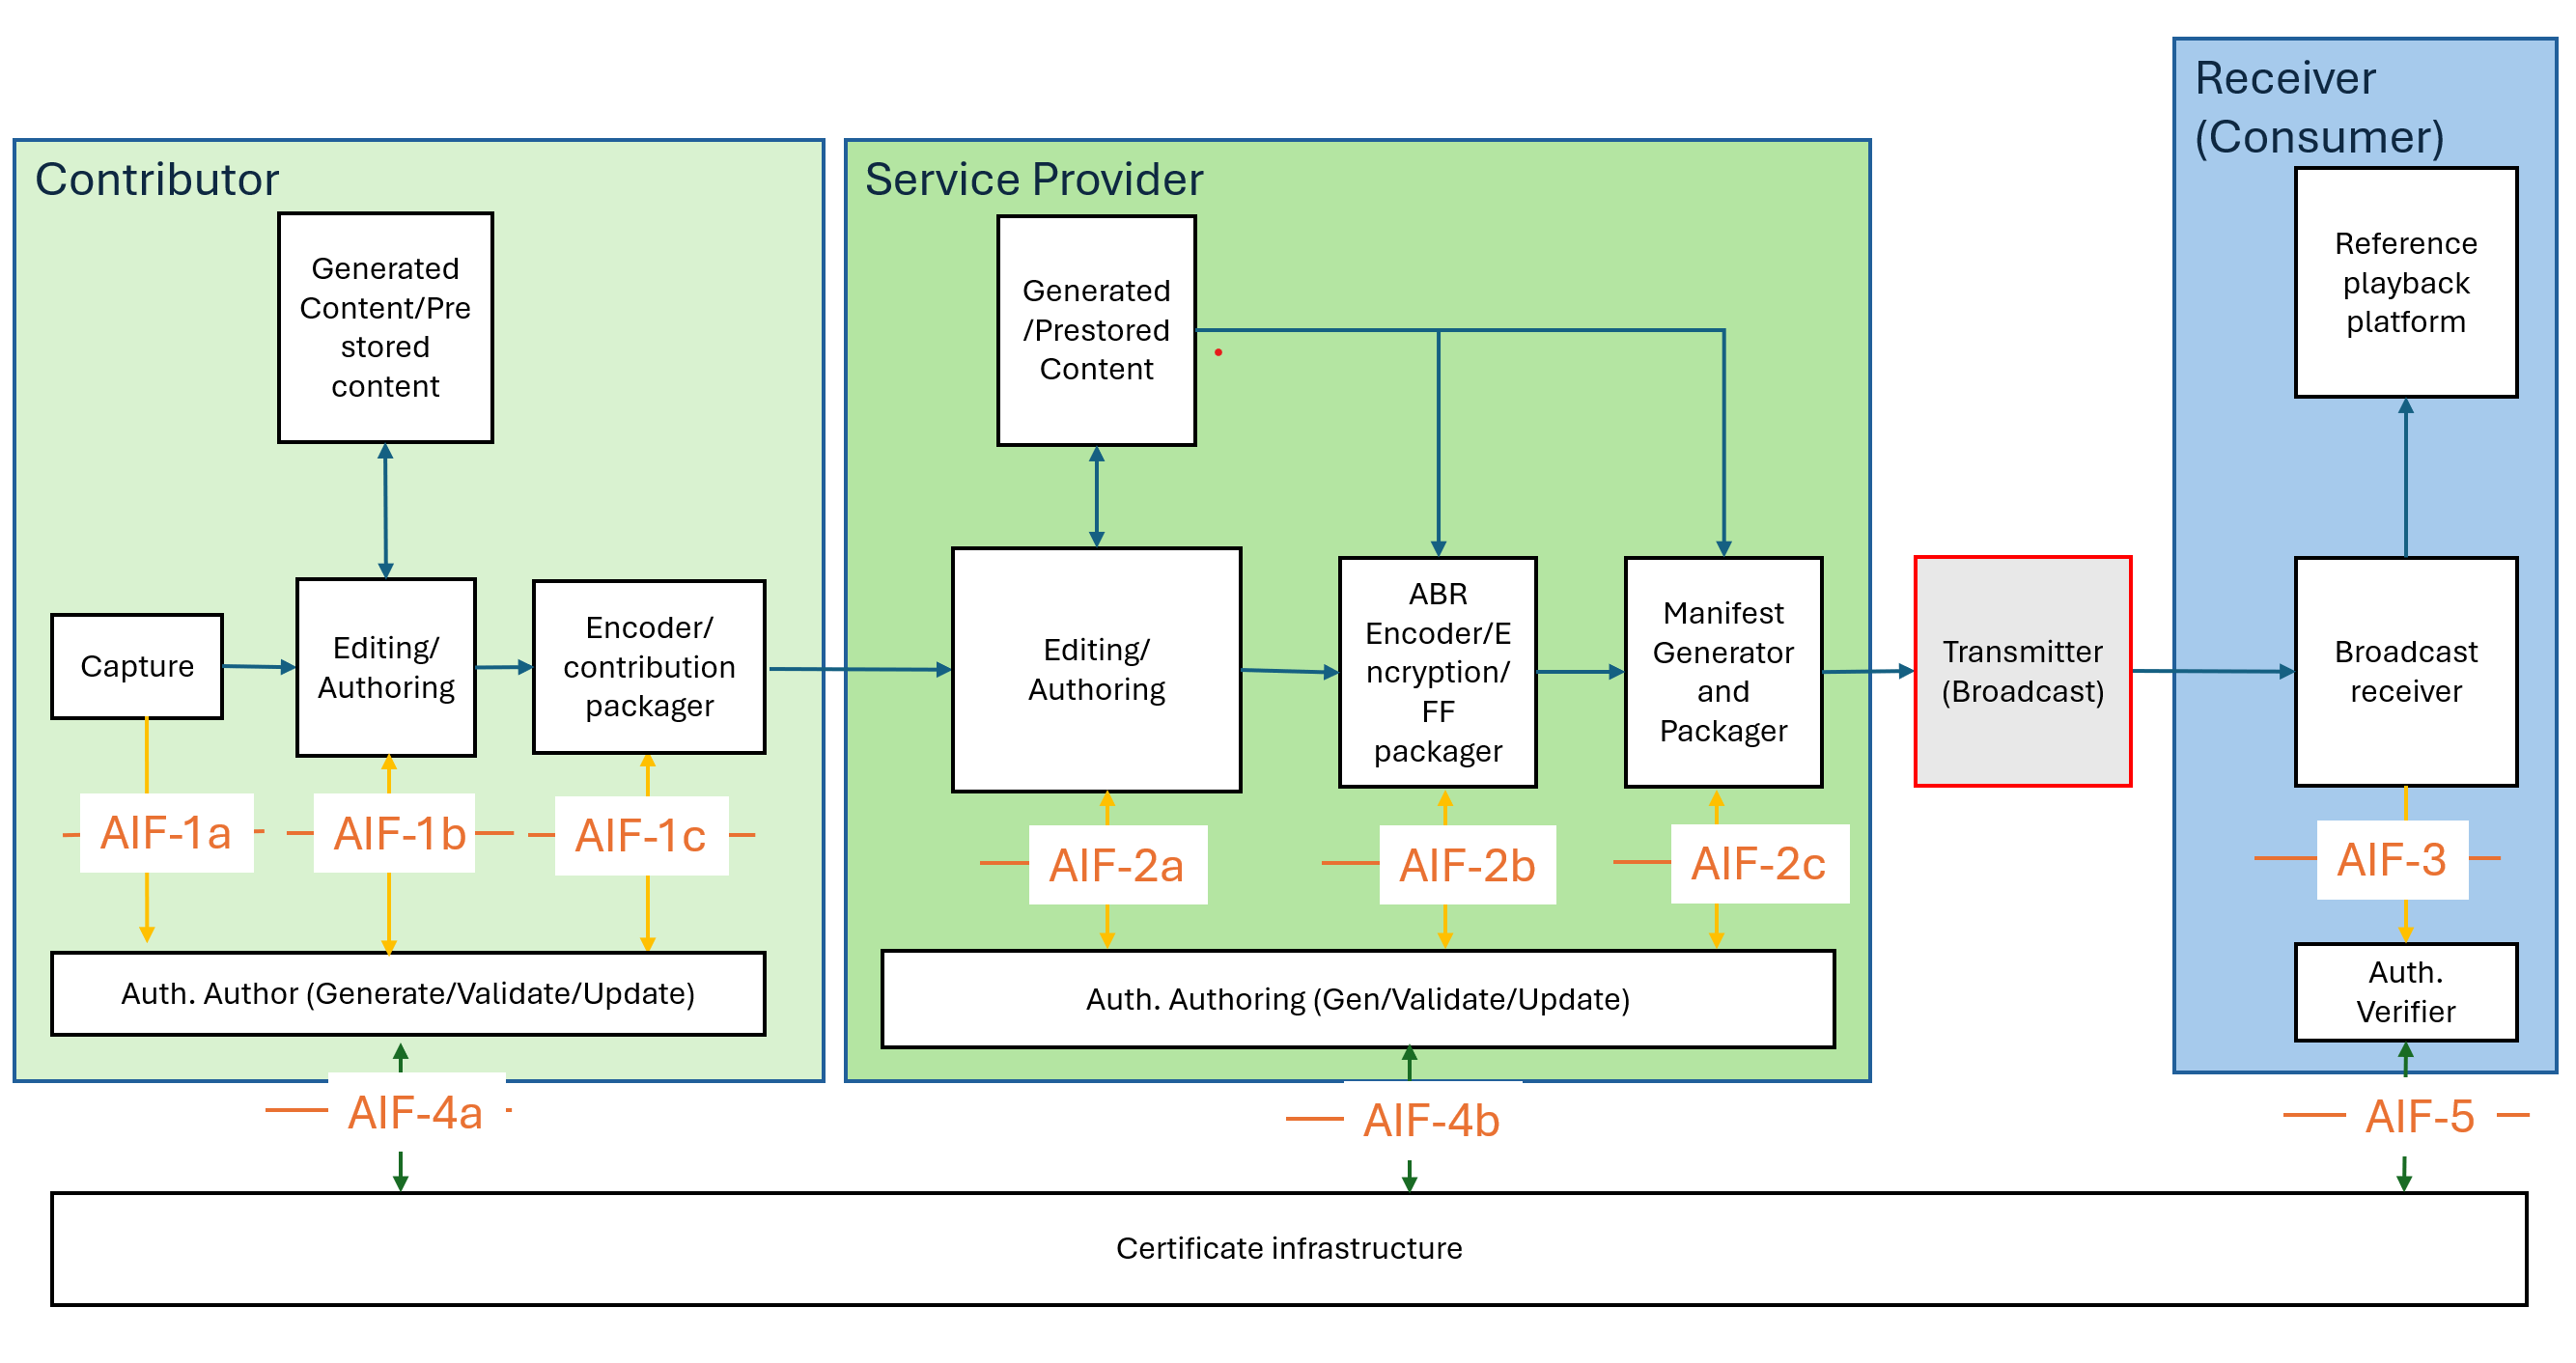 Contributor
Generated
Content/Pre
stored
content
Capture
Editing/
Authoring
Encoder/
contribution
packager
AIF-1a
AIF-1b
AIF-1c
Auth. Author (Generate/Validate/Update)
AIF-4a
Service Provider
Generated
/Prestored
Content
Editing/
Authoring
ABR
Encoder/E
ncryption/
FF
packager
Manifest
Generator
and
Packager
AIF-2a
AIF-2b
AIF-2c
Auth. Authoring (Gen/Validate/Update)
AIF-4b
Transmitter
(Broadcast)
Receiver
(Consumer)
Reference
playback
platform
Broadcast
receiver
AIF-3
Auth.
Verifier
AIF-5
Certificate infrastructure